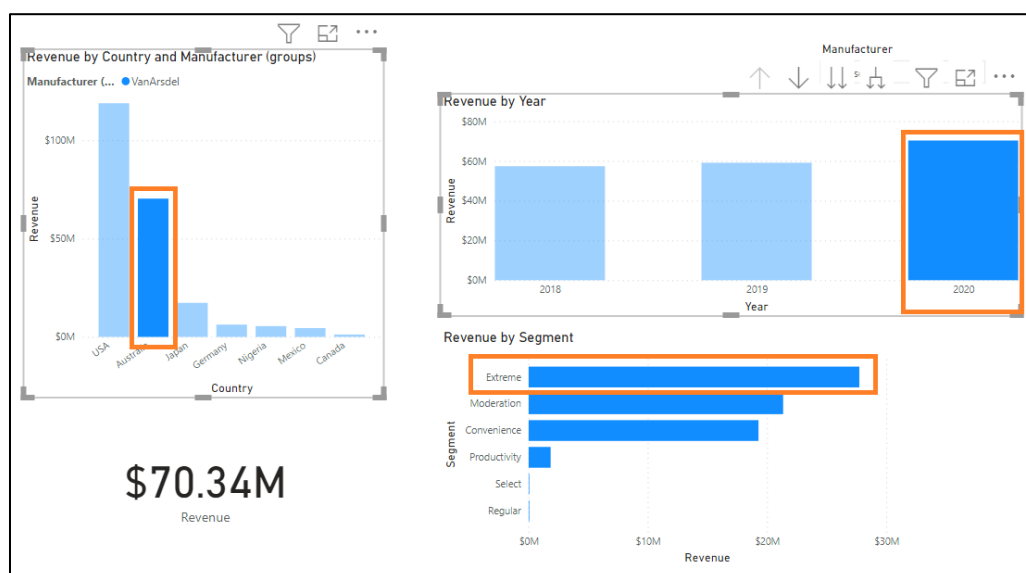 Revenue by Country and Manufacturer (groups)
Manufacturer (... VanArsdel
$100M
$50M
$0M
Revenue
USA
Australia
Japan
Germany
Nigeria
Mexico
Canada
Country
$70.34M
Revenue
Manufacturer
Revenue by Year
$80M
$60M
$40M
$20M
$0M
Revenue
2018
2019
2020
Year
Revenue by Segment
Segment
Extreme
Moderation
Convenience
Productivity
Select
Regular
$0M
$10M
$20M
$30M
Revenue